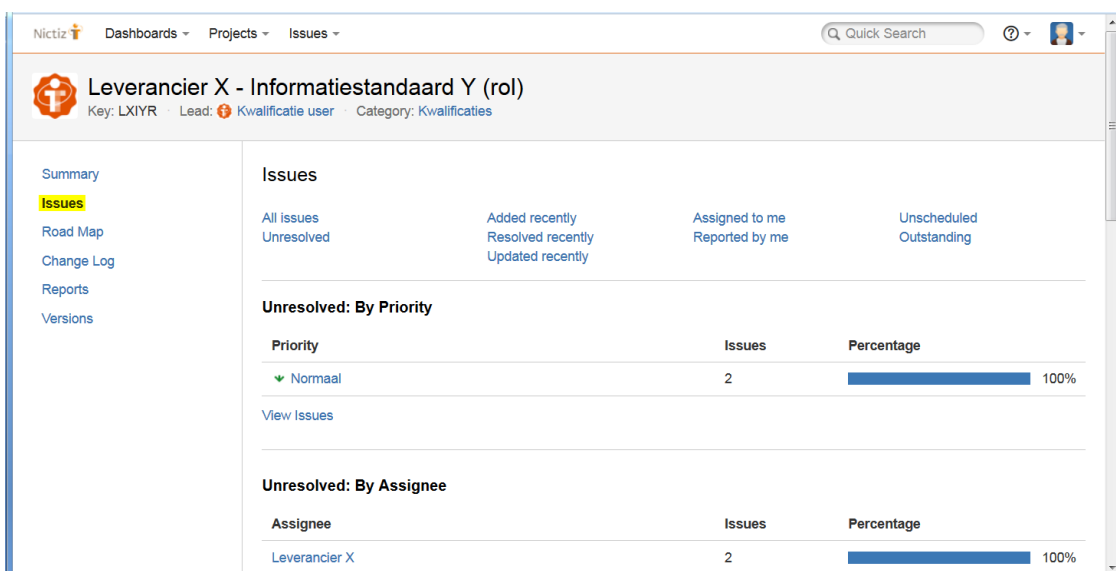 Nictiz Dashboards Projects Issues Quick Search
Leverancier X - Informatiestandaard Y (rol)
Key: LXIYR · Lead: Kwalificatie user · Category: Kwalificaties
Summary
Issues
Road Map
Change Log
Reports
Versions
Issues
All issues Added recently Assigned to me Unscheduled
Unresolved Resolved recently Reported by me Outstanding
Updated recently
Unresolved: By Priority
Priority Issues Percentage
Normaal 2 100%
View Issues
Unresolved: By Assignee
Assignee Issues Percentage
Leverancier X 2 100%